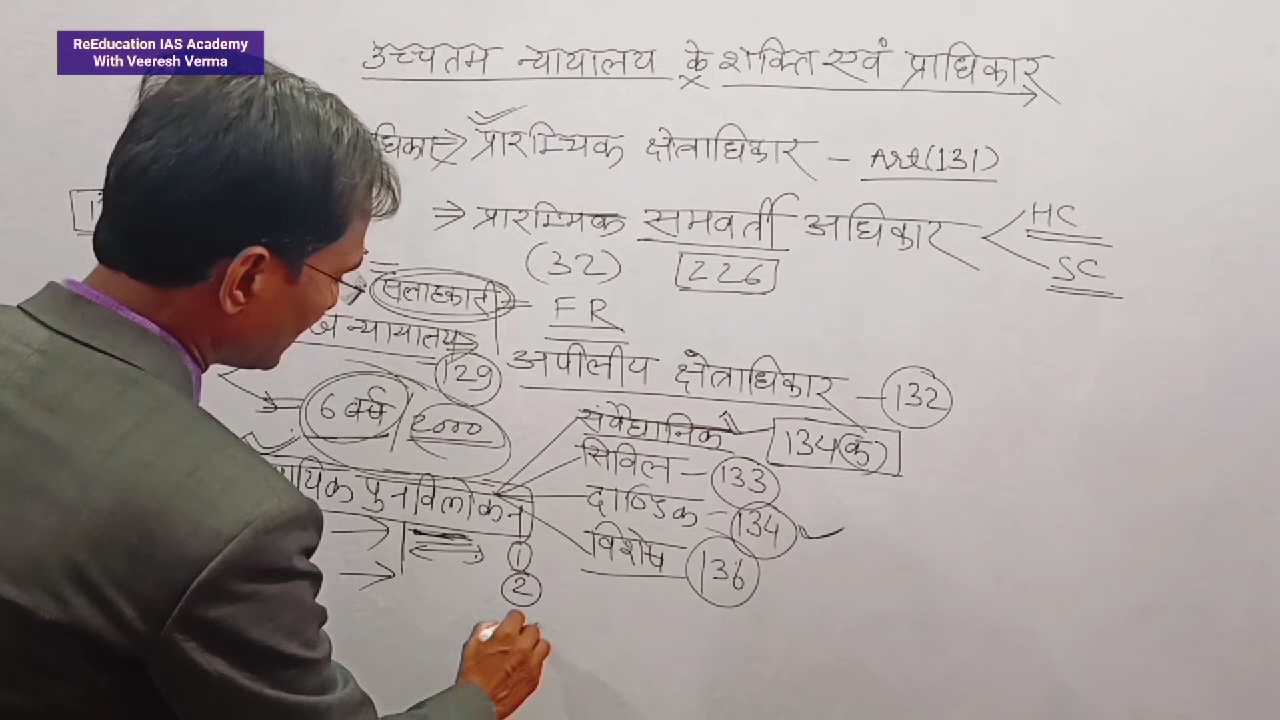 ReEducation IAS Academy
With Veeresh Verma
उच्चतम न्यायालय के शक्ति एवं प्राधिकार
धिकार → प्रारम्भिक क्षेत्राधिकार - Art(131)
⇒ प्रारम्भिक समवर्ती अधिकार
HC
SC
(32) 226
सलाहकारी
FR
न्यायालय
129
अपीलीय क्षेत्राधिकार - 132
6 वर्ष / 2000
संवैधानिक 134(क)
सिविल - 133
यिक पुनर्विलोकन
दाण्डिक - 134
विशेष 136
1
2